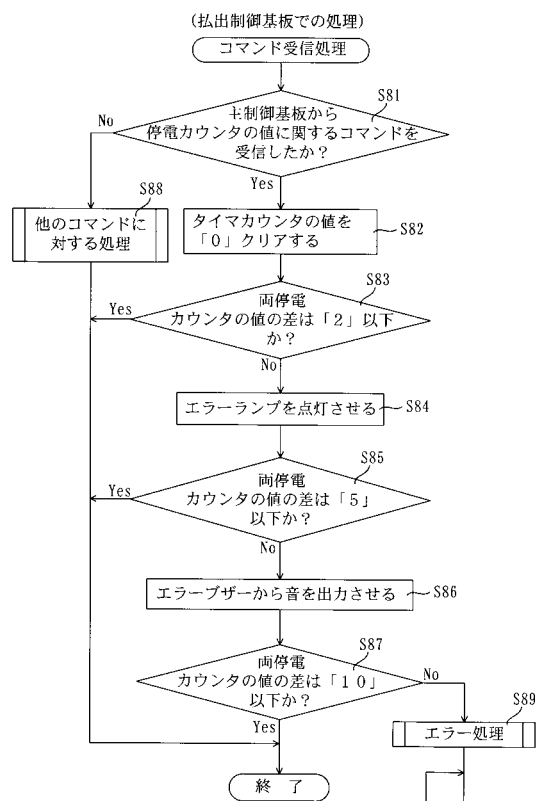 (払出制御基板での処理)
コマンド受信処理
S81
主制御基板から
停電カウンタの値に関するコマンドを
受信したか？
No
Yes
S88
他のコマンドに
対する処理
タイマカウンタの値を
「０」クリアする
S82
S83
両停電
カウンタの値の差は「２」以下
か？
Yes
No
エラーランプを点灯させる
S84
S85
両停電
カウンタの値の差は「５」
以下か？
Yes
No
エラーブザーから音を出力させる
S86
S87
両停電
カウンタの値の差は「１０」
以下か？
No
Yes
S89
エラー処理
終 了